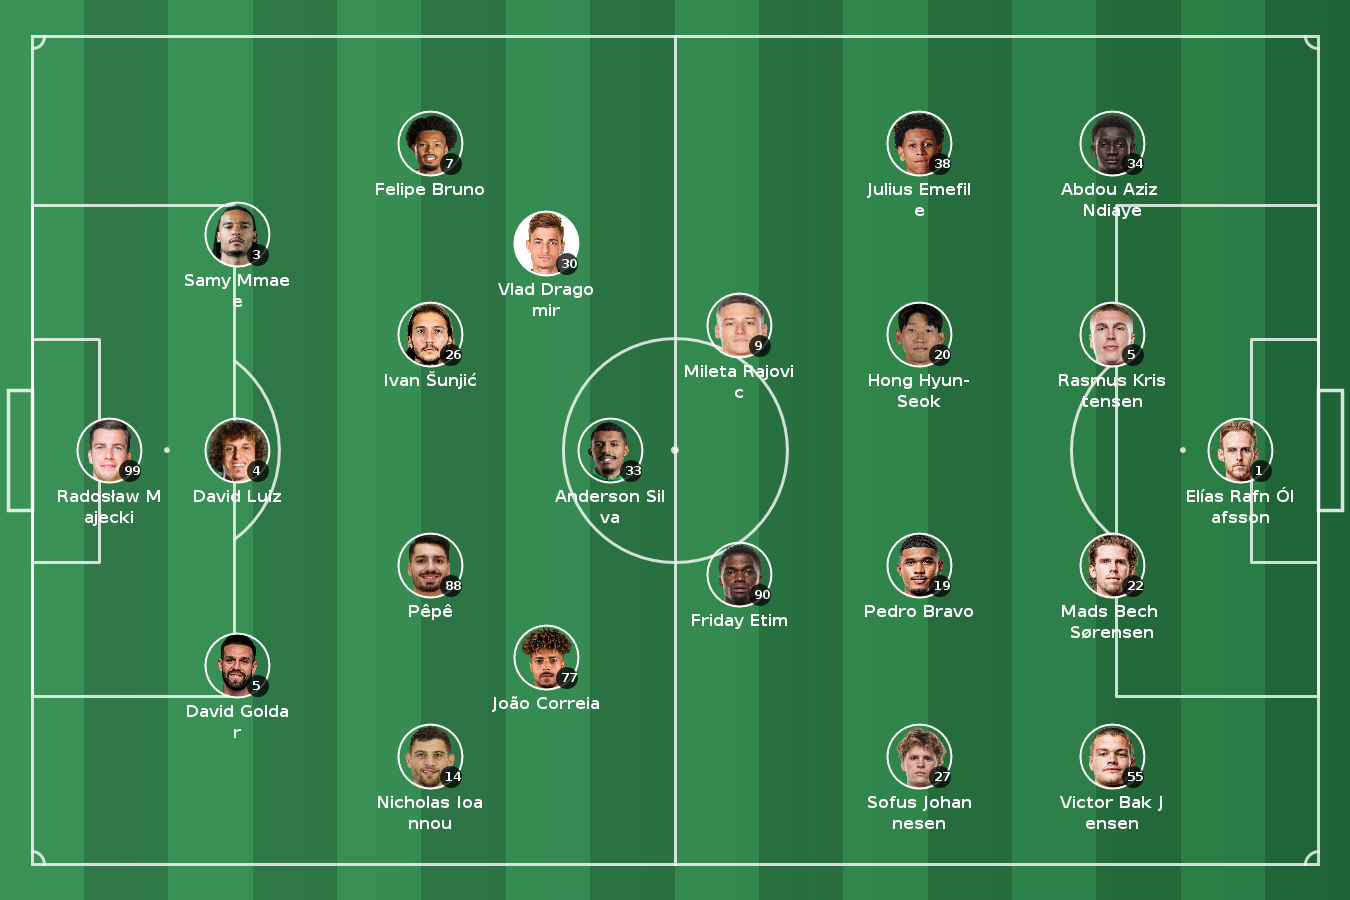 7
Felipe Bruno
38
Julius Emefil
e
34
Abdou Aziz
Ndiaye
3
Samy Mmae
e
30
Vlad Drago
mir
26
Ivan Šunjić
9
Mileta Rajovi
c
20
Hong Hyun-
Seok
5
Rasmus Kris
tensen
99
Radosław M
ajecki
4
David Luiz
33
Anderson Sil
va
1
Elías Rafn Ól
afsson
88
Pêpê
90
Friday Etim
19
Pedro Bravo
22
Mads Bech
Sørensen
5
David Golda
r
77
João Correia
14
Nicholas Ioa
nnou
27
Sofus Johan
nesen
55
Victor Bak J
ensen